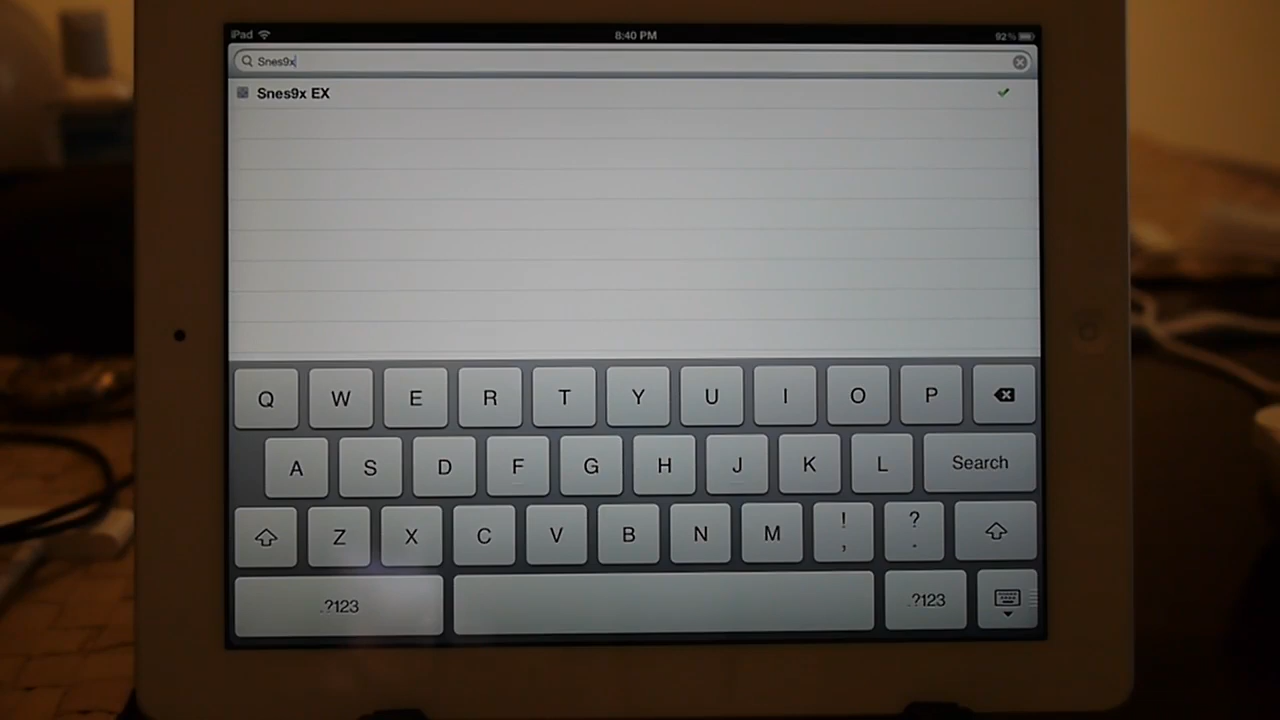 iPad 8:40 PM 92%
Snes9x
Snes9x EX
Q W E R T Y U I O P
A S D F G H J K L Search
Z X C V B N M ! , ? .
.?123 .?123